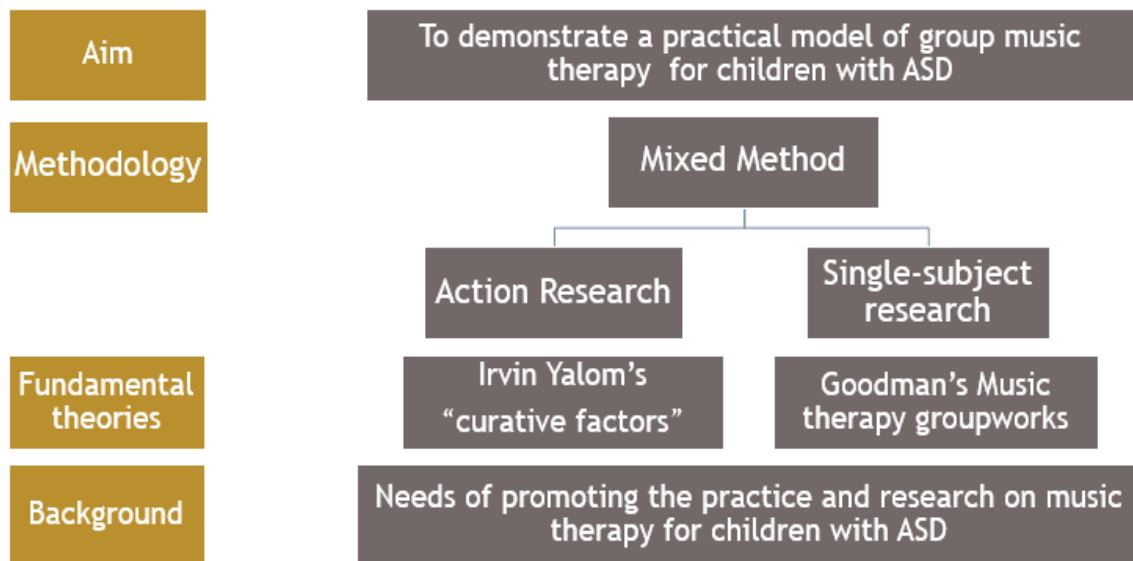 Aim
To demonstrate a practical model of group music
therapy for children with ASD
Methodology
Mixed Method
Action Research
Single-subject
research
Fundamental
theories
Irvin Yalom’s
“curative factors”
Goodman’s Music
therapy groupworks
Background
Needs of promoting the practice and research on music
therapy for children with ASD